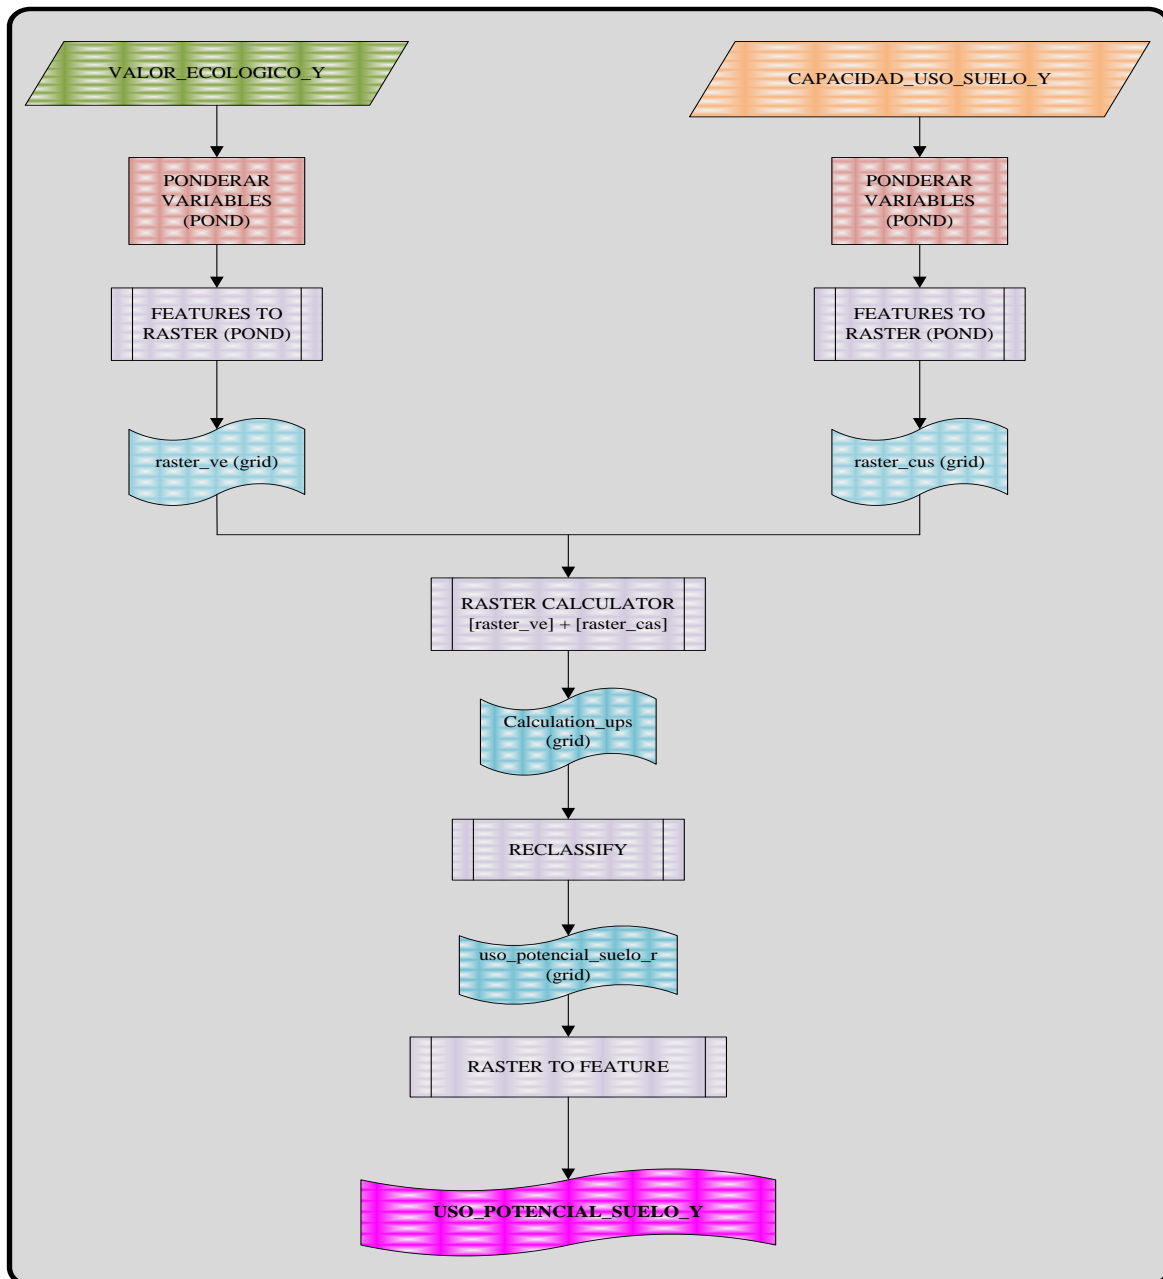 VALOR_ECOLOGICO_Y
CAPACIDAD_USO_SUELO_Y
PONDERAR
VARIABLES
(POND)
PONDERAR
VARIABLES
(POND)
FEATURES TO
RASTER (POND)
FEATURES TO
RASTER (POND)
raster_ve (grid)
raster_cus (grid)
RASTER CALCULATOR
[raster_ve] + [raster_cas]
Calculation_ups
(grid)
RECLASSIFY
uso_potencial_suelo_r
(grid)
RASTER TO FEATURE
USO_POTENCIAL_SUELO_Y